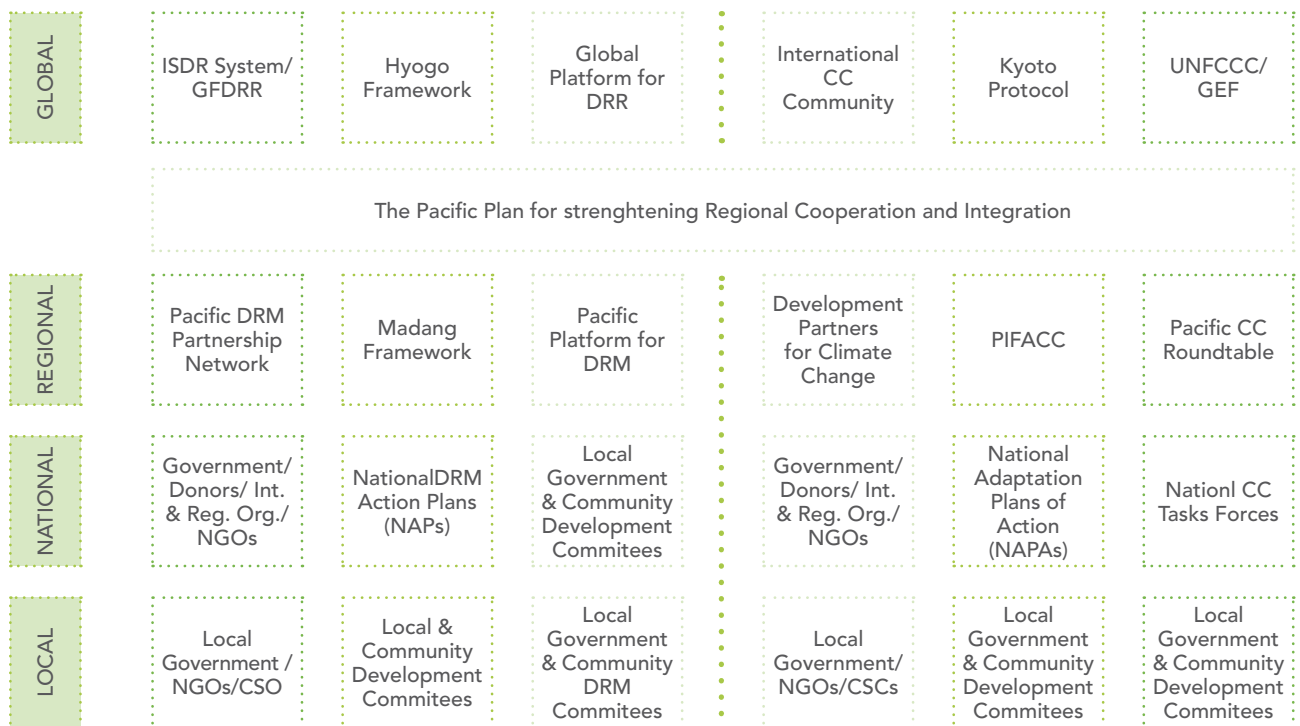 GLOBAL
ISDR System/
GFDRR
Hyogo
Framework
Global
Platform for
DRR
International
CC
Community
Kyoto
Protocol
UNFCCC/
GEF
The Pacific Plan for strenghtening Regional Cooperation and Integration
REGIONAL
Pacific DRM
Partnership
Network
Madang
Framework
Pacific
Platform for
DRM
Development
Partners
for Climate
Change
PIFACC
Pacific CC
Roundtable
NATIONAL
Government/
Donors/ Int.
& Reg. Org./
NGOs
NationalDRM
Action Plans
(NAPs)
Local
Government
& Community
Development
Commitees
Government/
Donors/ Int.
& Reg. Org./
NGOs
National
Adaptation
Plans of
Action
(NAPAs)
Nationl CC
Tasks Forces
LOCAL
Local
Government /
NGOs/CSO
Local &
Community
Development
Commitees
Local
Government
& Community
DRM
Commitees
Local
Government/
NGOs/CSCs
Local
Government
& Community
Development
Commitees
Local
Government
& Community
Development
Commitees